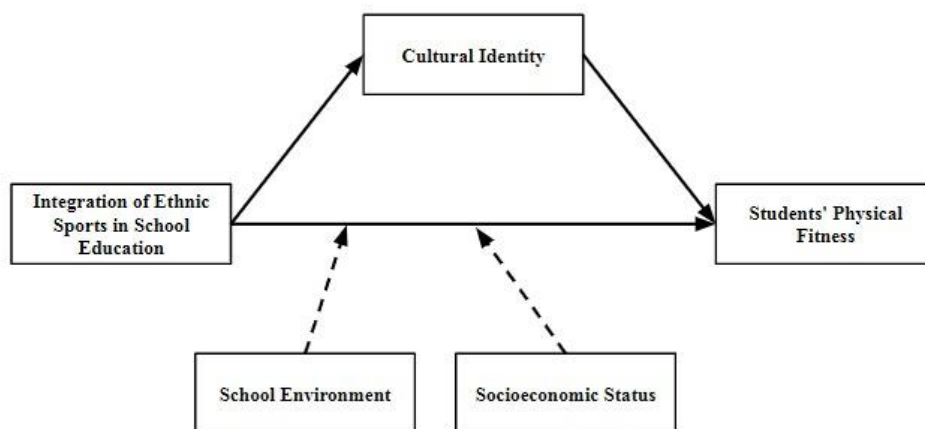 Cultural Identity
Integration of Ethnic
Sports in School
Education
Students' Physical
Fitness
School Environment
Socioeconomic Status